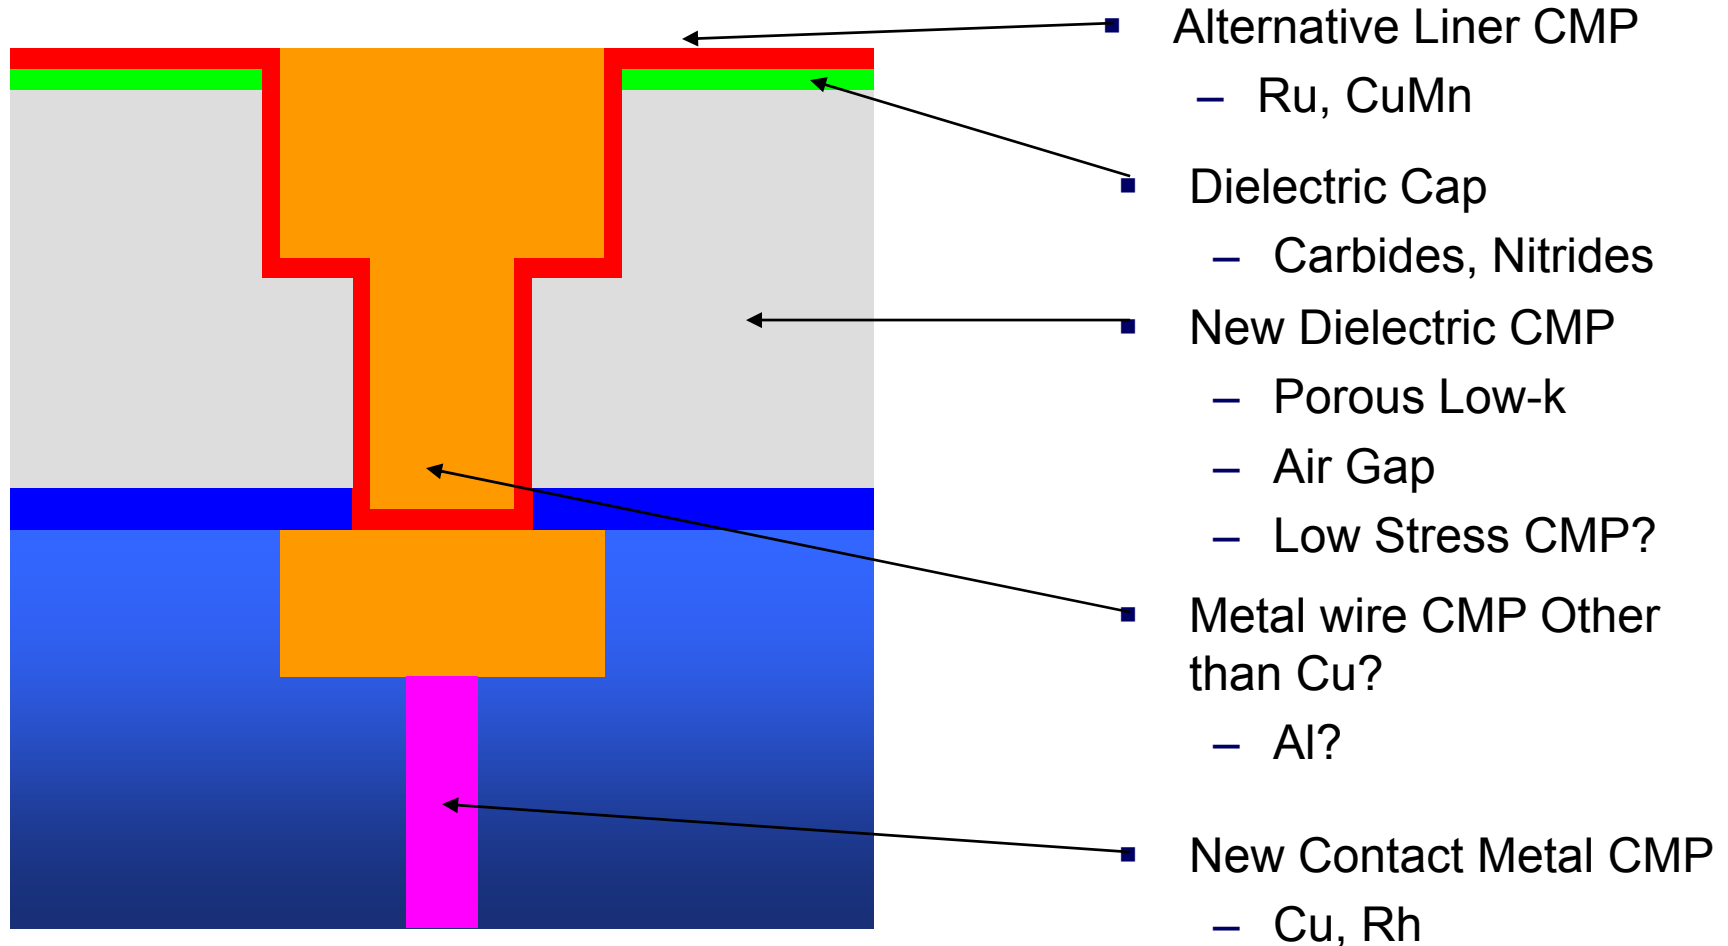 ▪ Alternative Liner CMP
– Ru, CuMn
▪ Dielectric Cap
– Carbides, Nitrides
▪ New Dielectric CMP
– Porous Low-k
– Air Gap
– Low Stress CMP?
▪ Metal wire CMP Other
than Cu?
– Al?
▪ New Contact Metal CMP
– Cu, Rh